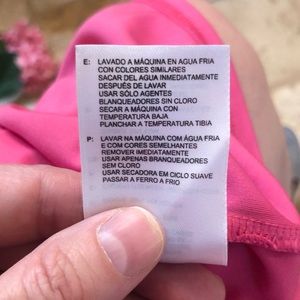 E: LAVADO A MÁQUINA EN AGUA FRIA
CON COLORES SIMILARES
SACAR DEL AGUA INMEDIATAMENTE
DESPUÉS DE LAVAR
USAR SÓLO AGENTES
BLANQUEADORES SIN CLORO
SECAR A MÁQUINA CON
TEMPERATURA BAJA
PLANCHAR A TEMPERATURA TIBIA
P: LAVAR NA MÁQUINA COM ÁGUA FRIA
E COM CORES SEMELHANTES
REMOVER IMEDIATAMENTE
USAR APENAS BRANQUEADORES
SEM CLORO
USAR SECADORA EM CICLO SUAVE
PASSAR A FERRO A FRIO